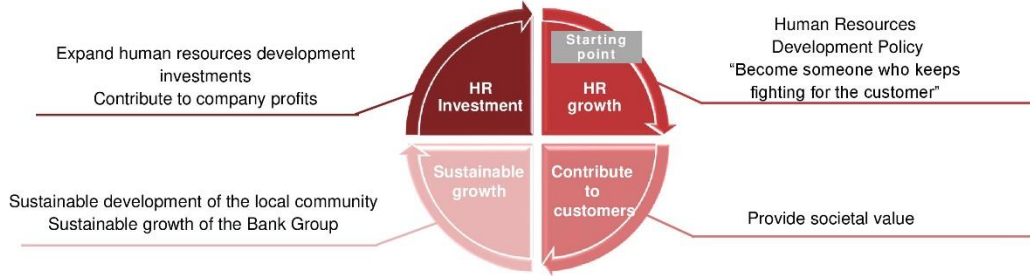 Expand human resources development
investments
Contribute to company profits
HR
Investment
Starting
point
HR
growth
Human Resources
Development Policy
“Become someone who keeps
fighting for the customer”
Sustainable development of the local community
Sustainable growth of the Bank Group
Sustainable
growth
Contribute
to
customers
Provide societal value